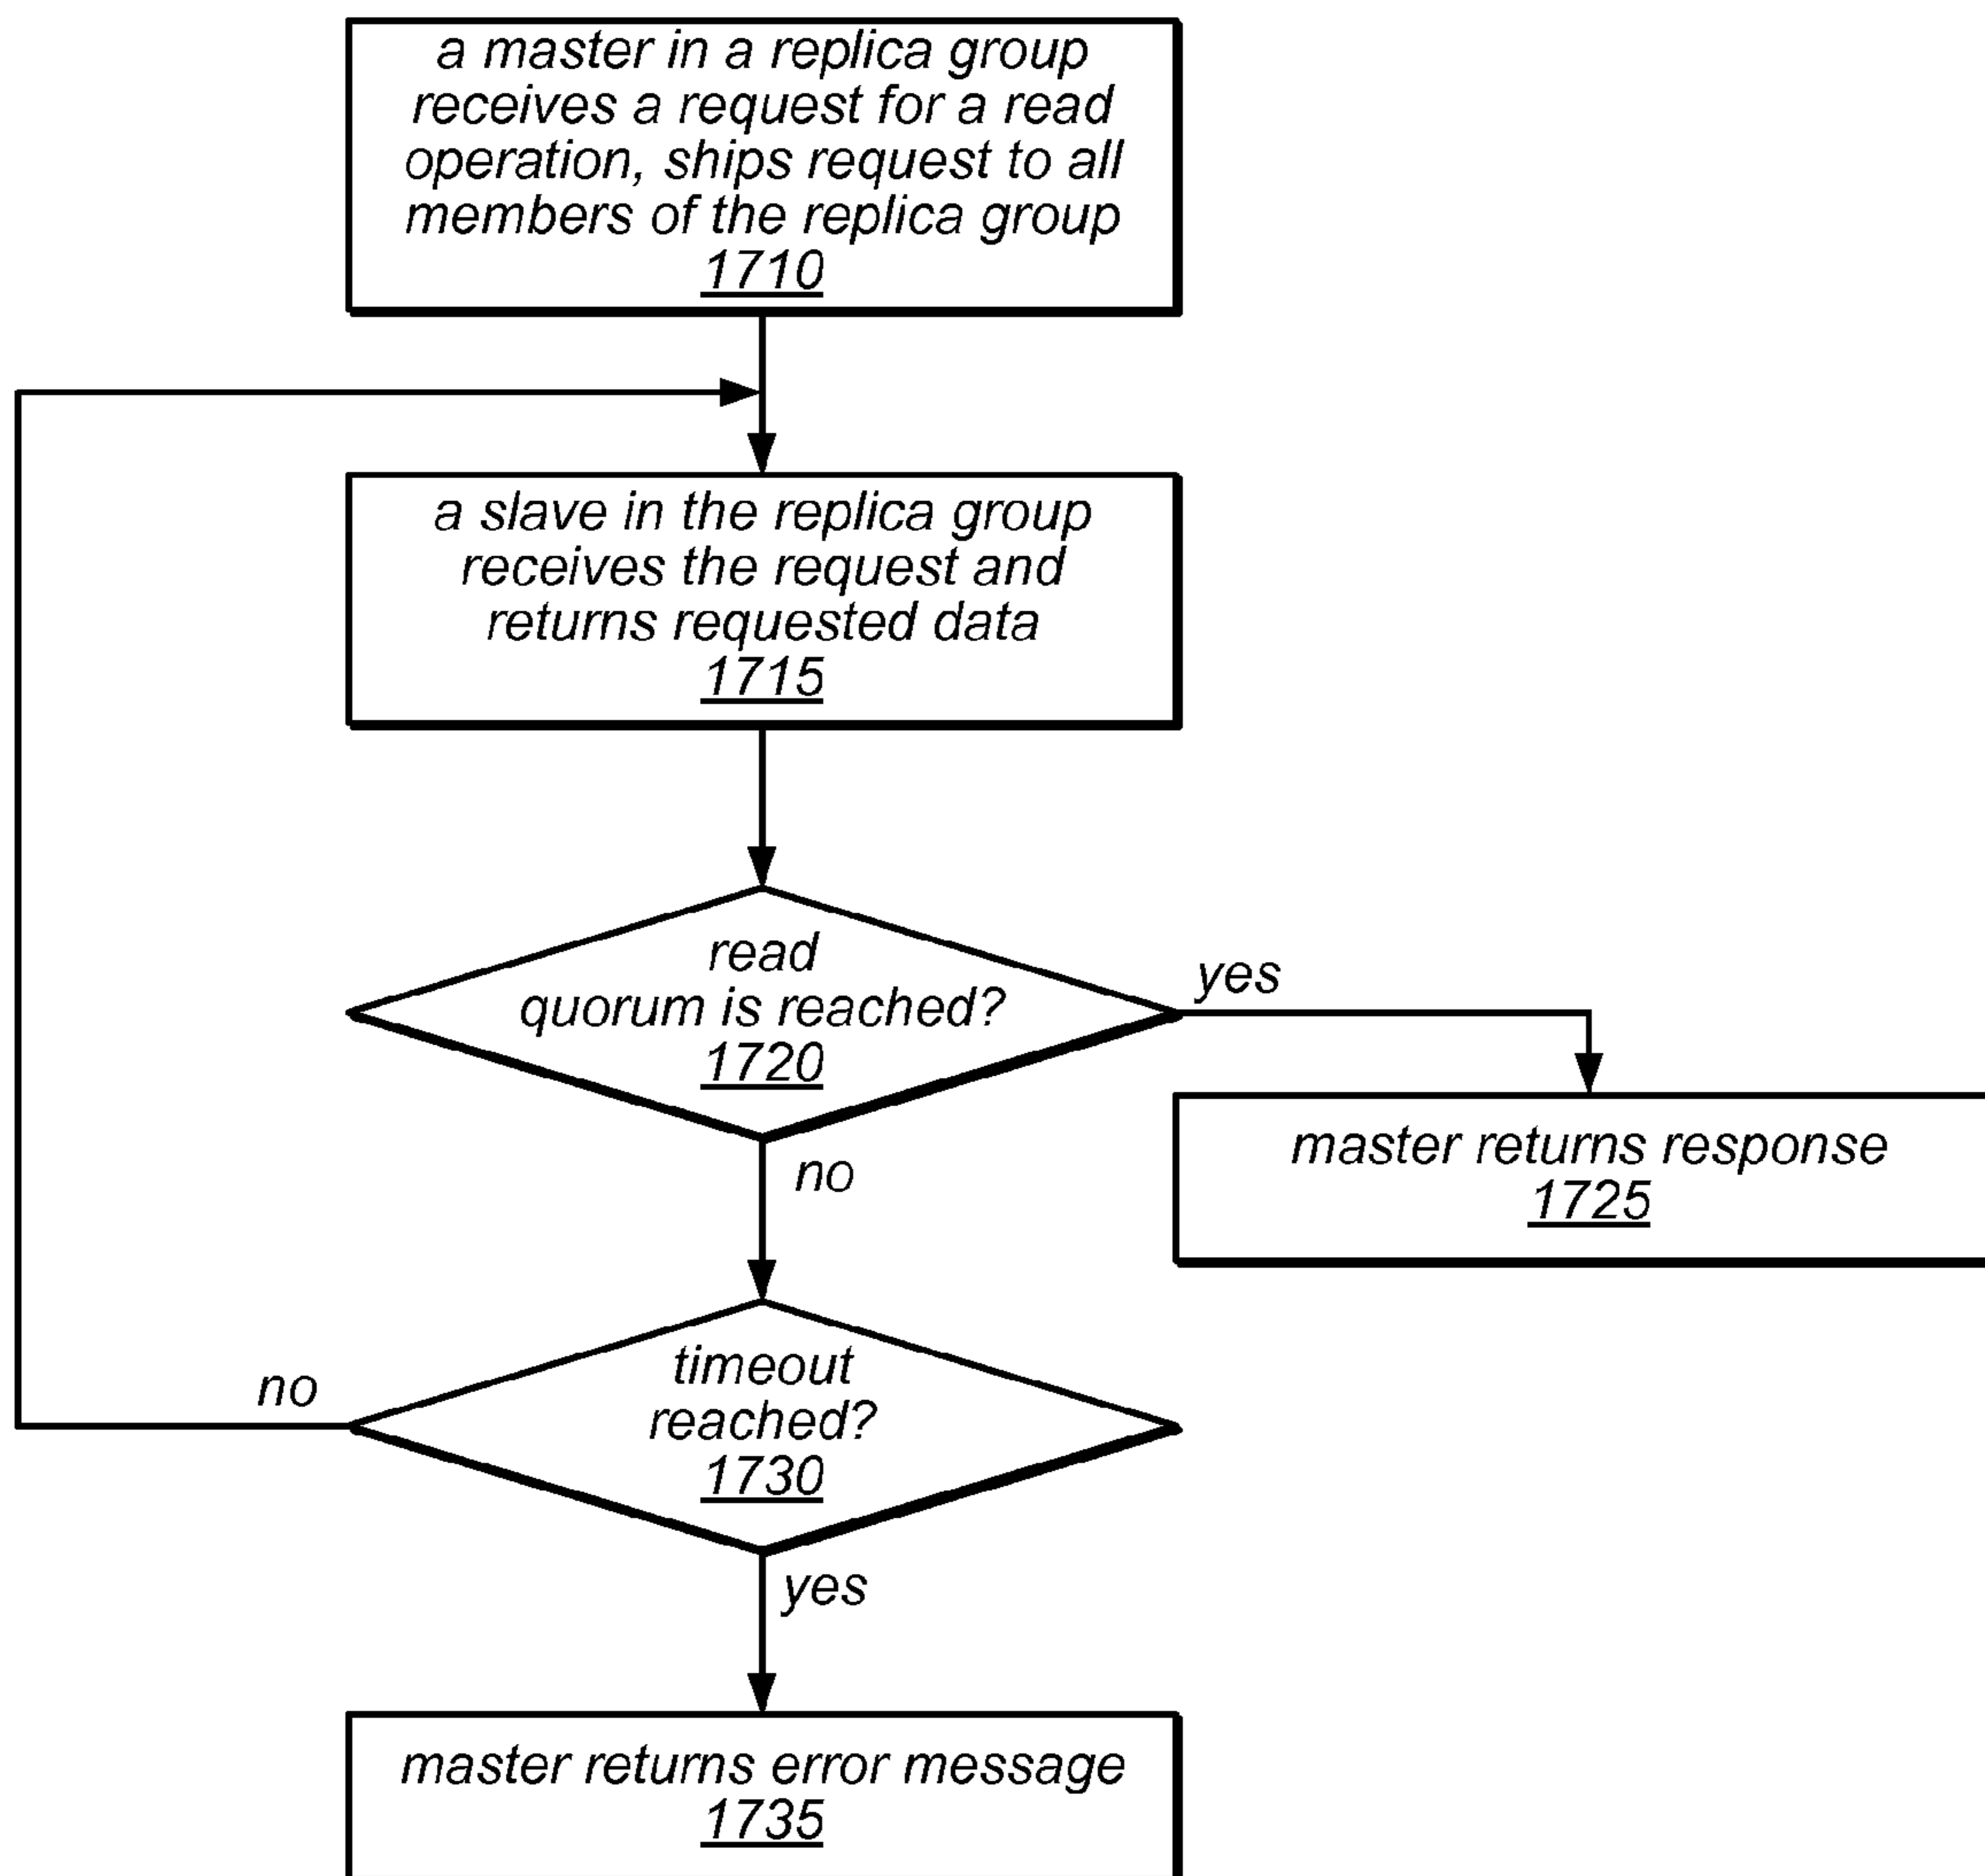 a master in a replica group
receives a request for a read
operation, ships request to all
members of the replica group
1710
a slave in the replica group
receives the request and
returns requested data
1715
read
quorum is reached?
1720
yes
no
master returns response
1725
timeout
reached?
1730
no
yes
master returns error message
1735